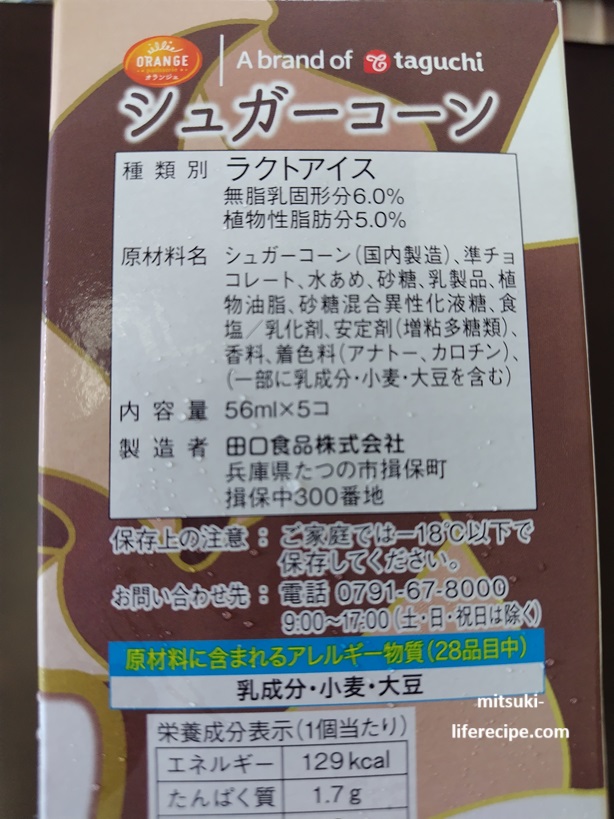 ORANGE
オランジェ
A brand of taguchi
シュガーコーン
種類別 ラクトアイス
無脂乳固形分6.0%
植物性脂肪分5.0%
原材料名 シュガーコーン(国内製造)、準チョ
コレート、水あめ、砂糖、乳製品、植
物油脂、砂糖混合異性化液糖、食
塩/乳化剤、安定剤(増粘多糖類)、
香料、着色料(アナトー、カロチン)、
(一部に乳成分・小麦・大豆を含む)
内容量 56ml×5コ
製造者 田口食品株式会社
兵庫県たつの市揖保町
揖保中300番地
保存上の注意:ご家庭では−18℃以下で
保存してください。
お問い合わせ先:電話 0791-67-8000
9:00〜17:00(土・日・祝日は除く)
原材料に含まれるアレルギー物質(28品目中)
乳成分・小麦・大豆
mitsuki-
liferecipe.com
栄養成分表示(1個当たり)
エネルギー 129kcal
たんぱく質 1.7g